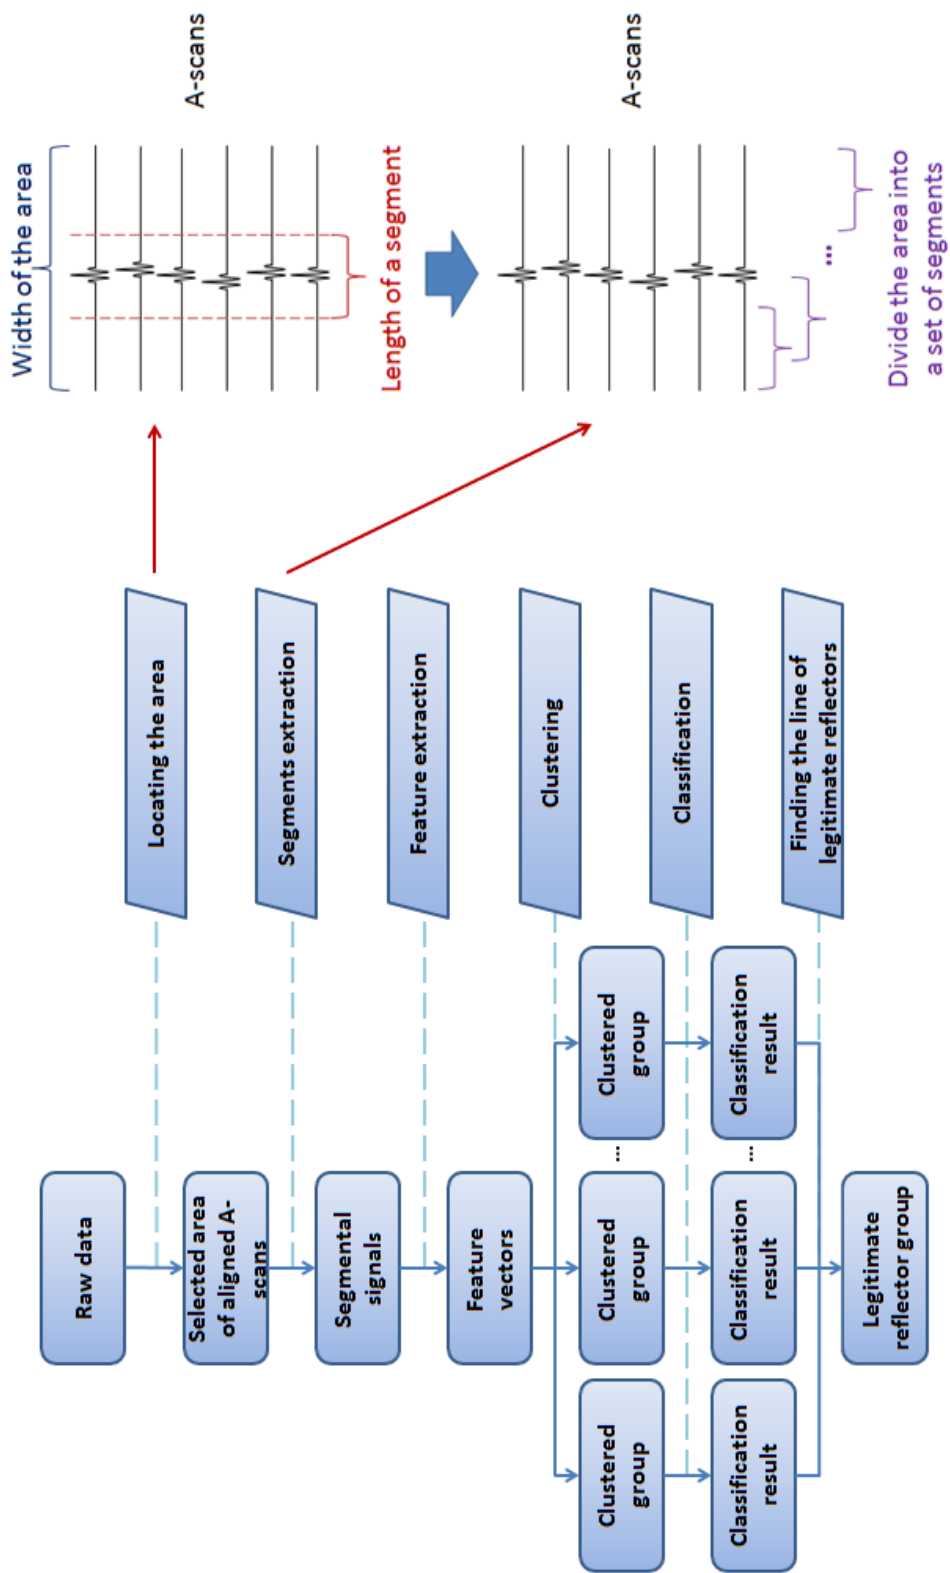 Raw data
Selected area
of aligned A-
scans
Segmental
signals
Feature
vectors
Clustered
group
Clustered
group
...
Clustered
group
Classification
result
Classification
result
...
Classification
result
Legitimate
reflector group
Locating the area
Segments extraction
Feature extraction
Clustering
Classification
Finding the line of
legitimate reflectors
Width of the area
A-scans
Length of a segment
A-scans
...
Divide the area into
a set of segments